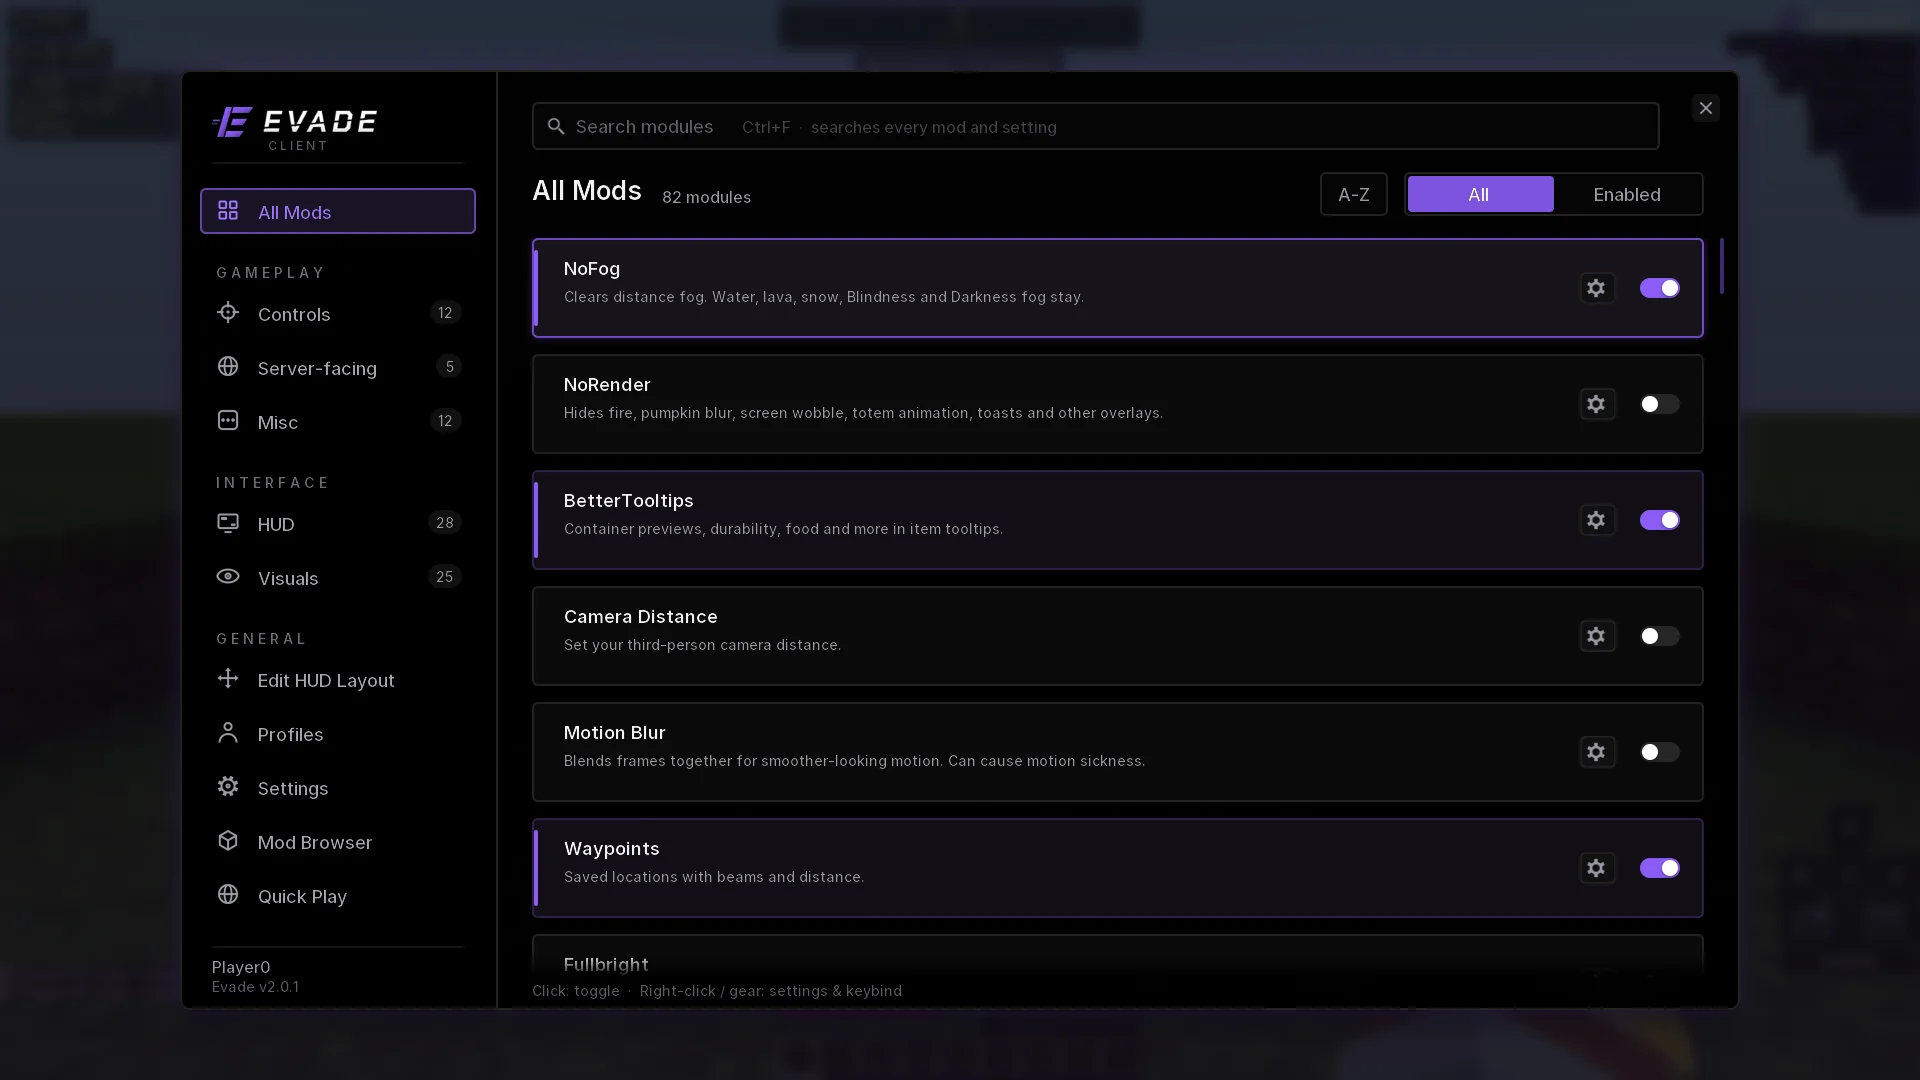 EVADE
CLIENT
All Mods
GAMEPLAY
Controls 12
Server-facing 5
Misc 12
INTERFACE
HUD 28
Visuals 25
GENERAL
Edit HUD Layout
Profiles
Settings
Mod Browser
Quick Play
Player0
Evade v2.0.1
Search modules Ctrl+F · searches every mod and setting
All Mods 82 modules A-Z All Enabled
NoFog
Clears distance fog. Water, lava, snow, Blindness and Darkness fog stay.
NoRender
Hides fire, pumpkin blur, screen wobble, totem animation, toasts and other overlays.
BetterTooltips
Container previews, durability, food and more in item tooltips.
Camera Distance
Set your third-person camera distance.
Motion Blur
Blends frames together for smoother-looking motion. Can cause motion sickness.
Waypoints
Saved locations with beams and distance.
Fullbright
Click: toggle · Right-click / gear: settings & keybind